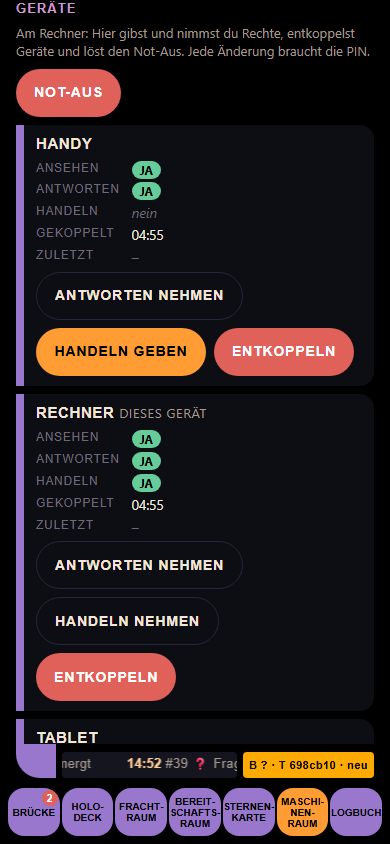 GERÄTE
Am Rechner: Hier gibst und nimmst du Rechte, entkoppelst
Geräte und löst den Not-Aus. Jede Änderung braucht die PIN.
NOT-AUS
HANDY
ANSEHEN JA
ANTWORTEN JA
HANDELN nein
GEKOPPELT 04:55
ZULETZT –
ANTWORTEN NEHMEN
HANDELN GEBEN ENTKOPPELN
RECHNER DIESES GERÄT
ANSEHEN JA
ANTWORTEN JA
HANDELN JA
GEKOPPELT 04:55
ZULETZT –
ANTWORTEN NEHMEN
HANDELN NEHMEN
ENTKOPPELN
TABLET
nergt 14:52 #39 ❓ Frag B ? · T 698cb10 · neu
2
BRÜCKE
HOLO-
DECK
FRACHT-
RAUM
BEREIT-
SCHAFTS-
RAUM
STERNEN-
KARTE
MASCHI-
NEN-
RAUM
LOGBUCH